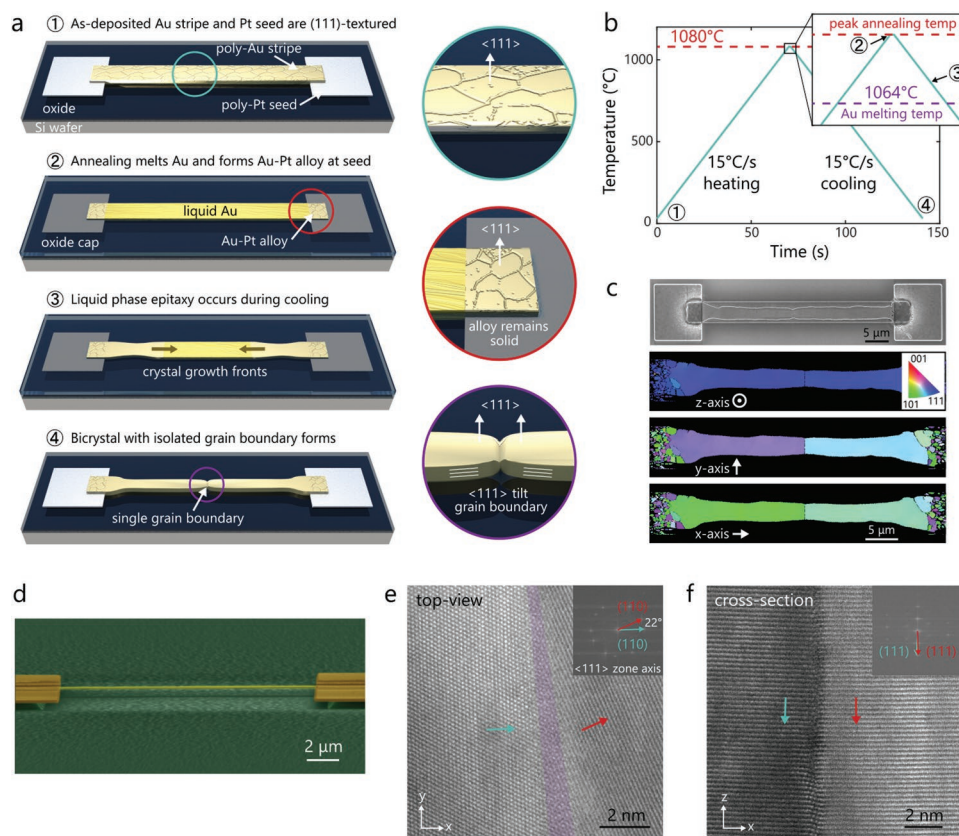 a
① As-deposited Au stripe and Pt seed are (111)-textured
poly-Au stripe
oxide
poly-Pt seed
Si wafer
<111>
② Annealing melts Au and forms Au-Pt alloy at seed
liquid Au
oxide cap
Au-Pt alloy
<111>
alloy remains
solid
③ Liquid phase epitaxy occurs during cooling
crystal growth fronts
④ Bicrystal with isolated grain boundary forms
single grain boundary
<111>
<111> tilt
grain boundary
b
Temperature (°C)
1000
500
0
1080°C
15°C/s
heating
15°C/s
cooling
①
④
0
50
100
150
Time (s)
peak annealing temp
②
③
1064°C
Au melting temp
c
5 μm
001
101
111
z-axis
y-axis
x-axis
5 μm
d
2 μm
e
top-view
22°
(110)
<111> zone axis
y
x
2 nm
f
cross-section
(111)
(111)
z
x
2 nm